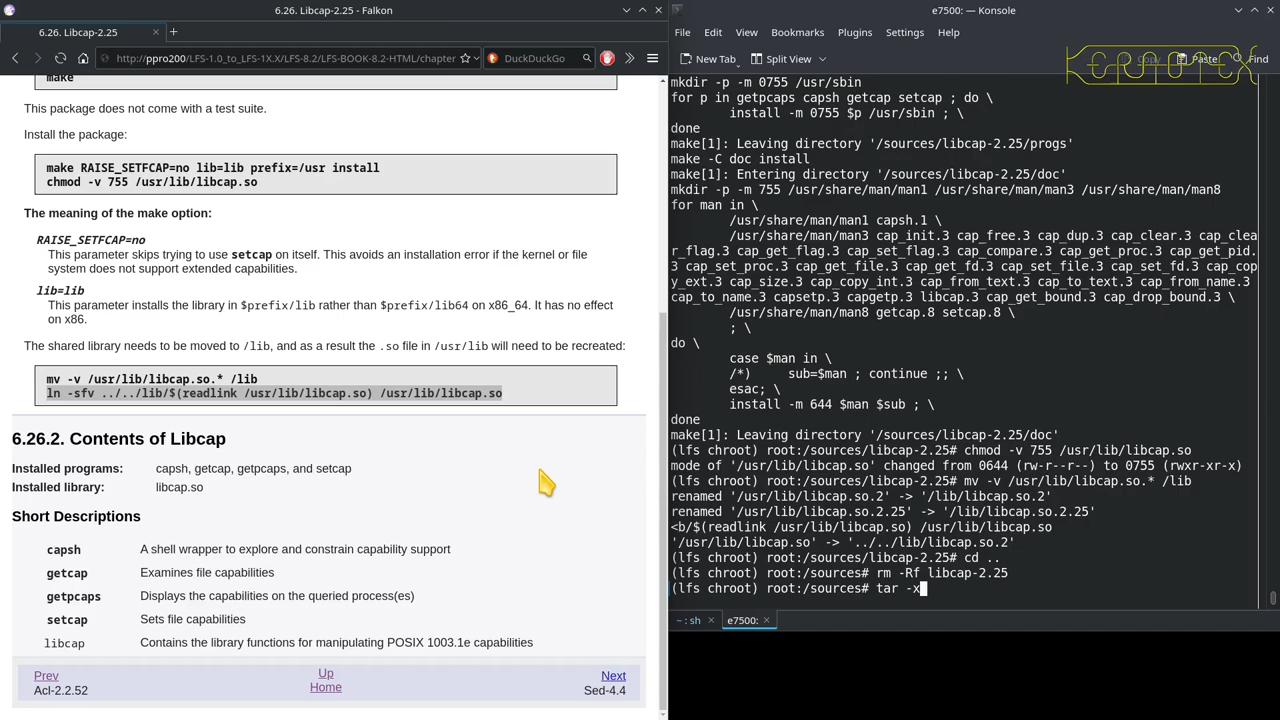 6.26. Libcap-2.25 - Falkon
6.26. Libcap-2.25
http://ppro200/LFS-1.0_to_LFS-1X.X/LFS-8.2/LFS-BOOK-8.2-HTML/chapter
DuckDuckGo
make
This package does not come with a test suite.
Install the package:
make RAISE_SETFCAP=no lib=lib prefix=/usr install
chmod -v 755 /usr/lib/libcap.so
The meaning of the make option:
RAISE_SETFCAP=no
This parameter skips trying to use setcap on itself. This avoids an installation error if the kernel or file
system does not support extended capabilities.
lib=lib
This parameter installs the library in $prefix/lib rather than $prefix/lib64 on x86_64. It has no effect
on x86.
The shared library needs to be moved to /lib, and as a result the .so file in /usr/lib will need to be recreated:
mv -v /usr/lib/libcap.so.* /lib
ln -sfv ../../lib/$(readlink /usr/lib/libcap.so) /usr/lib/libcap.so
6.26.2. Contents of Libcap
Installed programs: capsh, getcap, getpcaps, and setcap
Installed library: libcap.so
Short Descriptions
capsh A shell wrapper to explore and constrain capability support
getcap Examine file capabilities
getpcaps Displays the capabilities on the queried process(es)
setcap Sets file capabilities
libcap Contains the library functions for manipulating POSIX 1003.1e capabilities
Prev Up Next
Acl-2.2.52 Home Sed-4.4
e7500: — Konsole
File Edit View Bookmarks Plugins Settings Help
New Tab Split View Copy Paste Find
mkdir -p -m 0755 /usr/sbin
for p in getpcaps capsh getcap setcap ; do \
install -m 0755 $p /usr/sbin ; \
done
make[1]: Leaving directory '/sources/libcap-2.25/progs'
make -C doc install
make[1]: Entering directory '/sources/libcap-2.25/doc'
mkdir -p -m 755 /usr/share/man/man1 /usr/share/man/man3 /usr/share/man/man8
for man in \
/usr/share/man/man1 capsh.1 \
/usr/share/man/man3 cap_init.3 cap_free.3 cap_dup.3 cap_clear.3 cap_clea
r_flag.3 cap_get_flag.3 cap_set_flag.3 cap_compare.3 cap_get_proc.3 cap_get_pid.
3 cap_set_proc.3 cap_get_file.3 cap_get_fd.3 cap_set_file.3 cap_set_fd.3 cap_cop
y_ext.3 cap_size.3 cap_copy_int.3 cap_from_text.3 cap_to_text.3 cap_from_name.3
cap_to_name.3 capsetp.3 capgetp.3 libcap.3 cap_get_bound.3 cap_drop_bound.3 \
/usr/share/man/man8 getcap.8 setcap.8 \
; \
do \
case $man in \
/*) sub=$man ; continue ;; \
esac; \
install -m 644 $man $sub ; \
done
make[1]: Leaving directory '/sources/libcap-2.25/doc'
(lfs chroot) root:/sources/libcap-2.25# chmod -v 755 /usr/lib/libcap.so
mode of '/usr/lib/libcap.so' changed from 0644 (rw-r--r--) to 0755 (rwxr-xr-x)
(lfs chroot) root:/sources/libcap-2.25# mv -v /usr/lib/libcap.so.* /lib
renamed '/usr/lib/libcap.so.2' -> '/lib/libcap.so.2'
renamed '/usr/lib/libcap.so.2.25' -> '/lib/libcap.so.2.25'
<b/$(readlink /usr/lib/libcap.so) /usr/lib/libcap.so
'/usr/lib/libcap.so' -> '../../lib/libcap.so.2'
(lfs chroot) root:/sources/libcap-2.25# cd ..
(lfs chroot) root:/sources# rm -Rf libcap-2.25
(lfs chroot) root:/sources# tar -x
~ : sh e7500: